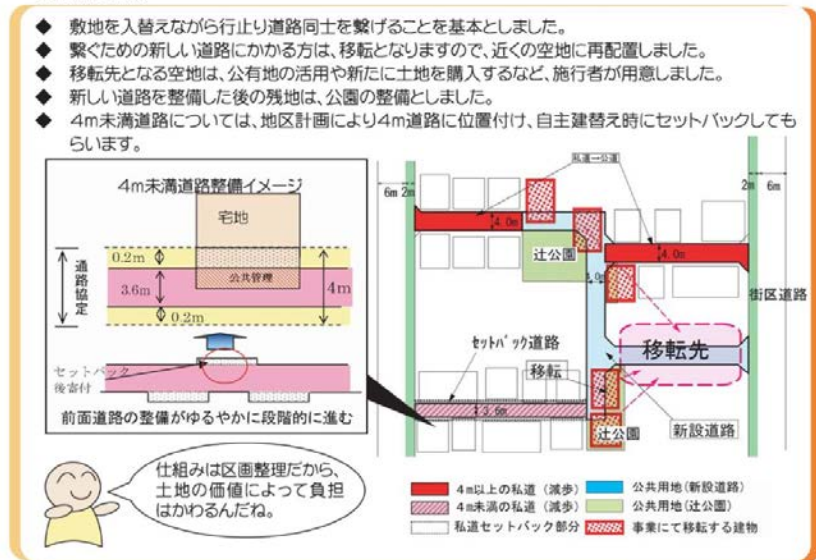 ◆ 敷地を入替えながら行止り道路同士を繋げることを基本としました。
◆ 繋ぐための新しい道路にかかる方は、移転となりますので、近くの空地に再配置しました。
◆ 移転先となる空地は、公有地の活用や新たに土地を購入するなど、施行者が用意しました。
◆ 新しい道路を整備した後の残地は、公園の整備としました。
◆ 4m未満道路については、地区計画により4m道路に位置付け、自主建替え時にセットバックしても
らいます。
4m未満道路整備イメージ
宅地
0.2m
公共管理
通路協定
3.6m
4m
0.2m
セットバック
後寄付
前面道路の整備がゆるやかに段階的に進む
私道→公道
6m 2m
2m 6m
4.0m
辻公園
4.0m
4.0m
街区道路
セットバック道路
移転先
移転
3.6m
辻公園
新設道路
仕組みは区画整理だから、
土地の価値によって負担
はかわるんだね。
4m以上の私道(減歩)
公共用地(新設道路)
4m未満の私道(減歩)
公共用地(辻公園)
私道セットバック部分
事業にて移転する建物